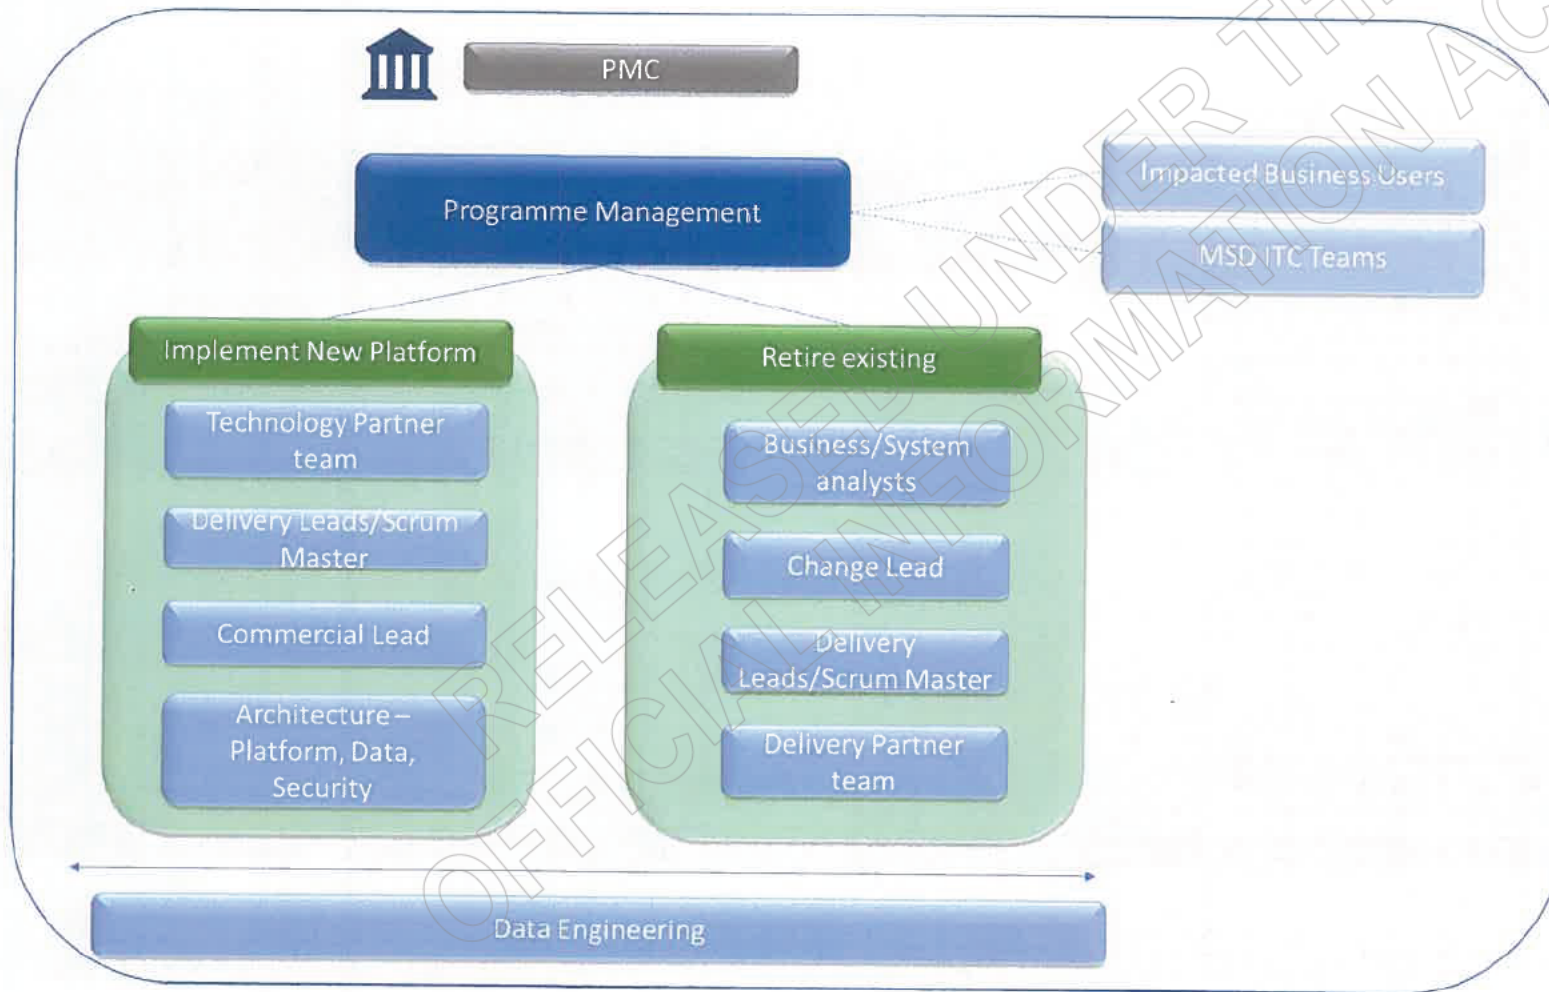 PMC
Programme Management
Impacted Business Users
MSD ITC Teams
Implement New Platform
Technology Partner
team
Delivery Leads/Scrum
Master
Commercial Lead
Architecture –
Platform, Data,
Security
Retire existing
Business/System
analysts
Change Lead
Delivery
Leads/Scrum Master
Delivery Partner
team
Data Engineering
RELEASED UNDER TH
OFFICIAL INFORMATION AC